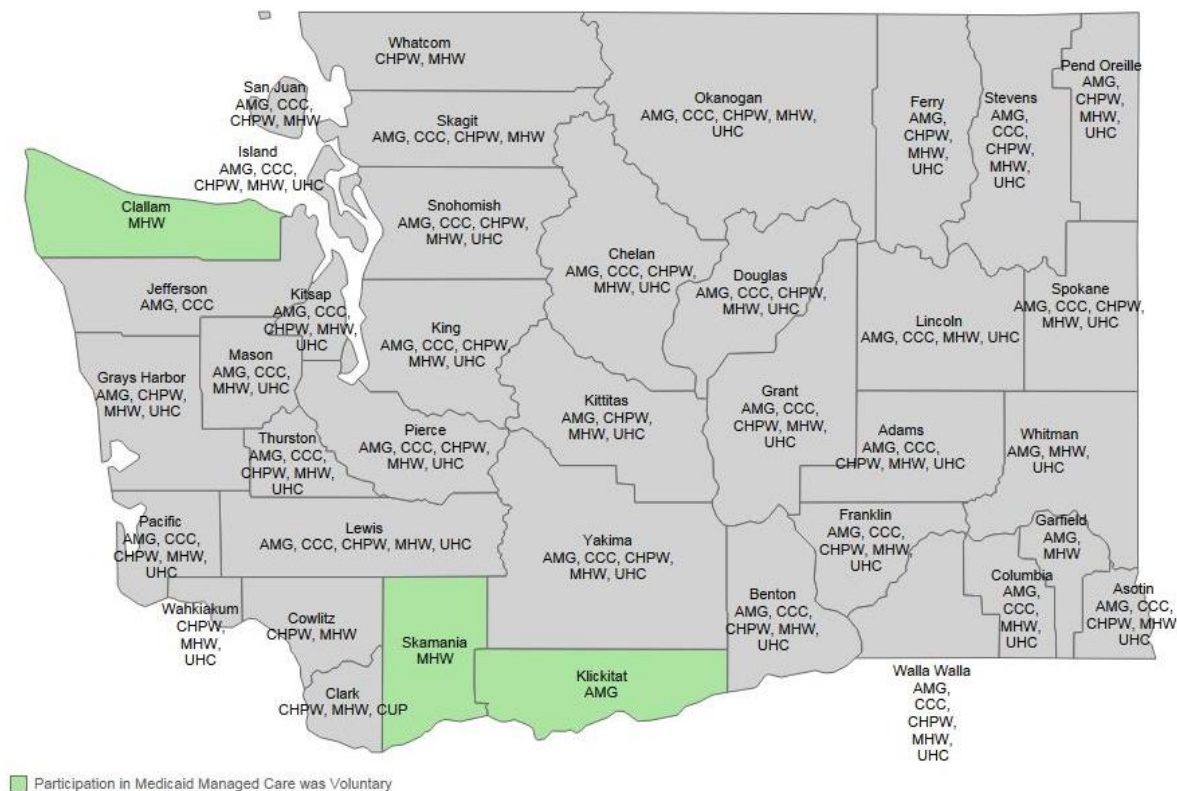 Whatcom
CHPW, MHW
San Juan
AMG, CCC,
CHPW, MHW
Skagit
AMG, CCC, CHPW, MHW
Island
AMG, CCC,
CHPW, MHW, UHC
Okanogan
AMG, CCC, CHPW, MHW,
UHC
Ferry
AMG,
CHPW,
MHW,
UHC
Stevens
AMG,
CCC,
CHPW,
MHW,
UHC
Pend Oreille
AMG,
CHPW,
MHW,
UHC
Clallam
MHW
Snohomish
AMG, CCC, CHPW,
MHW, UHC
Chelan
AMG, CCC, CHPW,
MHW, UHC
Douglas
AMG, CCC, CHPW,
MHW, UHC
Jefferson
AMG, CCC
Kitsap
AMG, CCC,
CHPW, MHW,
UHC
King
AMG, CCC, CHPW,
MHW, UHC
Lincoln
AMG, CCC, MHW, UHC
Spokane
AMG, CCC, CHPW,
MHW, UHC
Mason
AMG, CCC,
MHW, UHC
Grays Harbor
AMG, CHPW,
MHW, UHC
Kittitas
AMG, CHPW,
MHW, UHC
Grant
AMG, CCC,
CHPW, MHW,
UHC
Thurston
AMG, CCC,
CHPW, MHW,
UHC
Pierce
AMG, CCC, CHPW,
MHW, UHC
Adams
AMG, CCC,
CHPW, MHW, UHC
Whitman
AMG, MHW,
UHC
Pacific
AMG, CCC,
CHPW, MHW,
UHC
Lewis
AMG, CCC, CHPW, MHW, UHC
Yakima
AMG, CCC, CHPW,
MHW, UHC
Franklin
AMG, CCC,
CHPW, MHW,
UHC
Garfield
AMG,
MHW
Wahkiakum
CHPW,
MHW,
UHC
Cowlitz
CHPW, MHW
Skamania
MHW
Benton
AMG, CCC,
CHPW, MHW,
UHC
Columbia
AMG,
CCC,
MHW,
UHC
Asotin
AMG, CCC,
CHPW, MHW
UHC
Clark
CHPW, MHW, CUP
Klickitat
AMG
Walla Walla
AMG,
CCC,
CHPW,
MHW,
UHC
Participation in Medicaid Managed Care was Voluntary